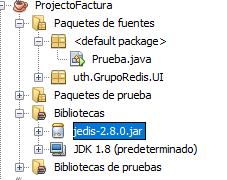 ProjectoFactura
Paquetes de fuentes
<default package>
Prueba.java
uth.GrupoRedis.UI
Paquetes de prueba
Bibliotecas
jedis-2.8.0.jar
JDK 1.8 (predeterminado)
Bibliotecas de pruebas